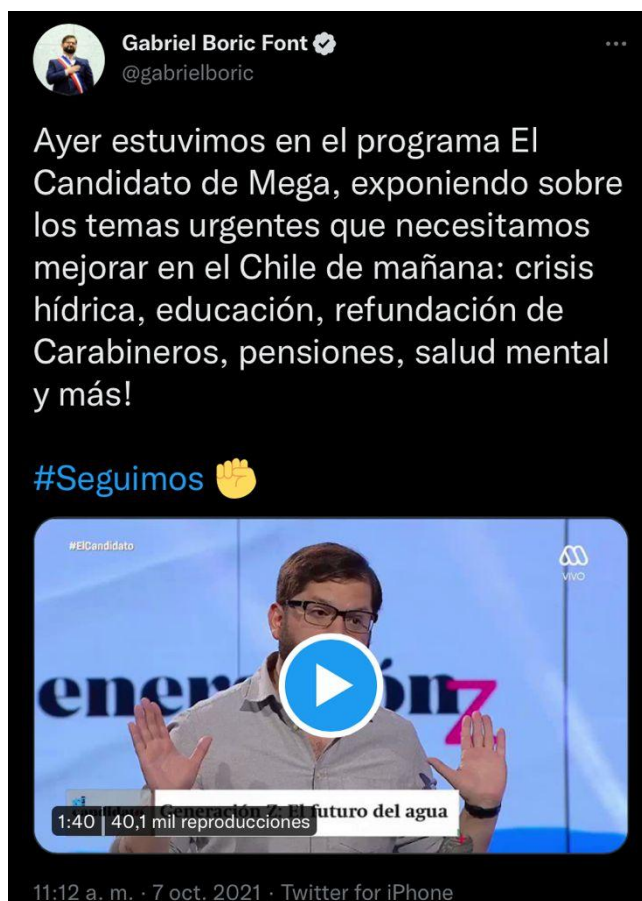 Gabriel Boric Font
@gabrielboric
Ayer estuvimos en el programa El
Candidato de Mega, exponiendo sobre
los temas urgentes que necesitamos
mejorar en el Chile de mañana: crisis
hídrica, educación, refundación de
Carabineros, pensiones, salud mental
y más!
#Seguimos ✊
#ElCandidato
VIVO
Generación Z: El futuro del agua
1:40 40,1 mil reproducciones
11:12 a. m. · 7 oct. 2021 · Twitter for iPhone